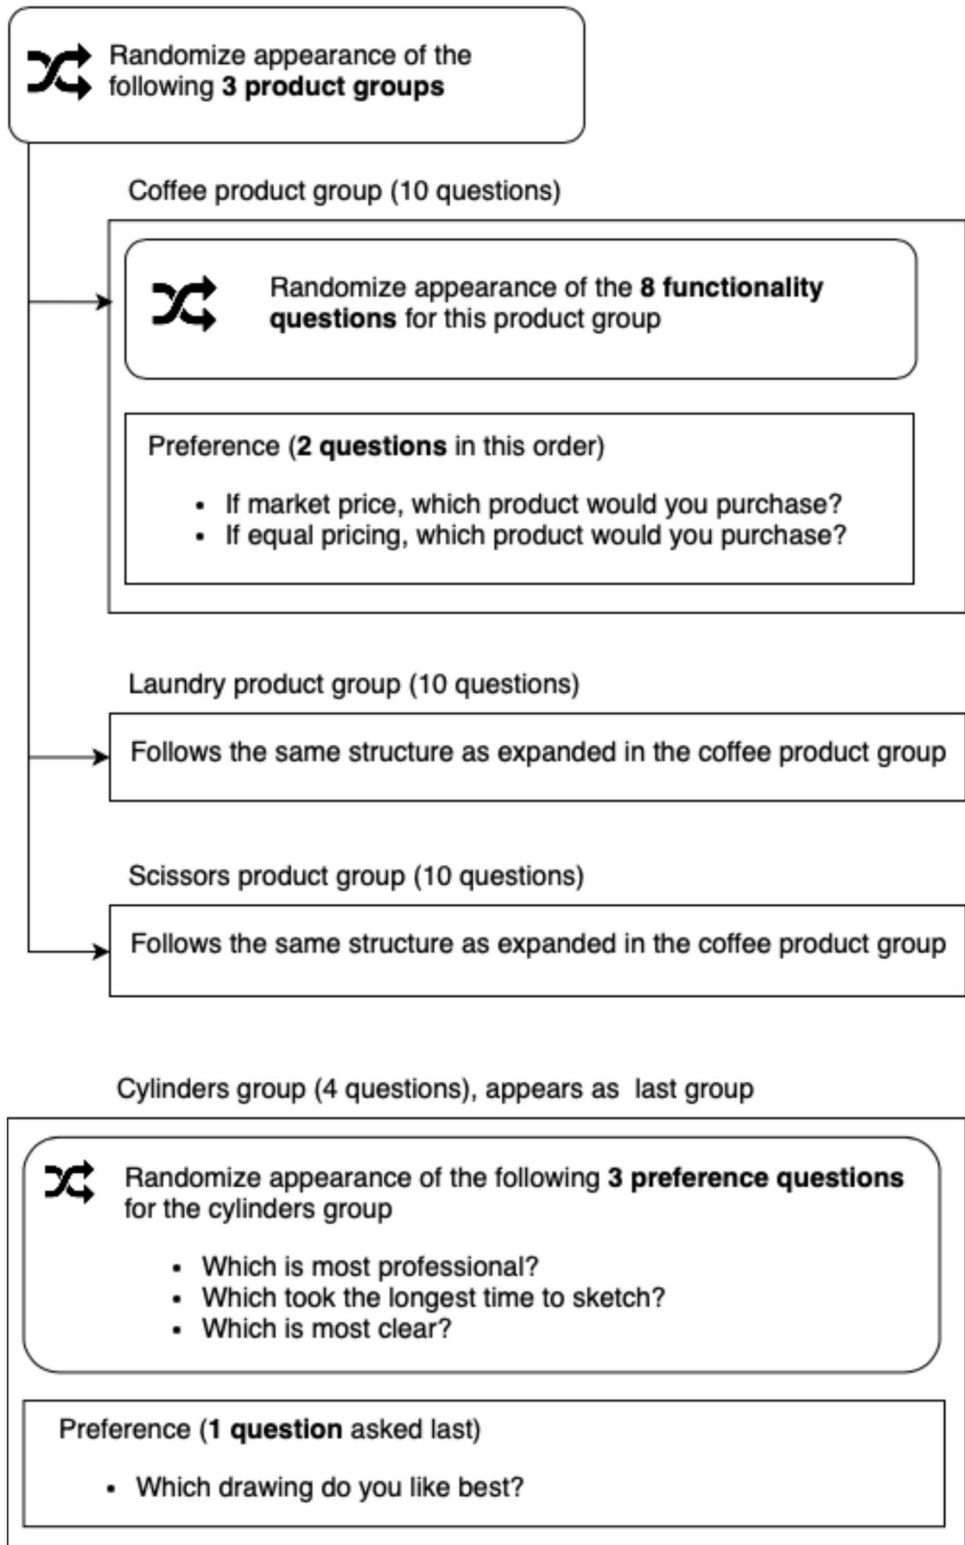 Randomize appearance of the
following 3 product groups
Coffee product group (10 questions)
Randomize appearance of the 8 functionality
questions for this product group
Preference (2 questions in this order)
• If market price, which product would you purchase?
• If equal pricing, which product would you purchase?
Laundry product group (10 questions)
Follows the same structure as expanded in the coffee product group
Scissors product group (10 questions)
Follows the same structure as expanded in the coffee product group
Cylinders group (4 questions), appears as last group
Randomize appearance of the following 3 preference questions
for the cylinders group
• Which is most professional?
• Which took the longest time to sketch?
• Which is most clear?
Preference (1 question asked last)
• Which drawing do you like best?